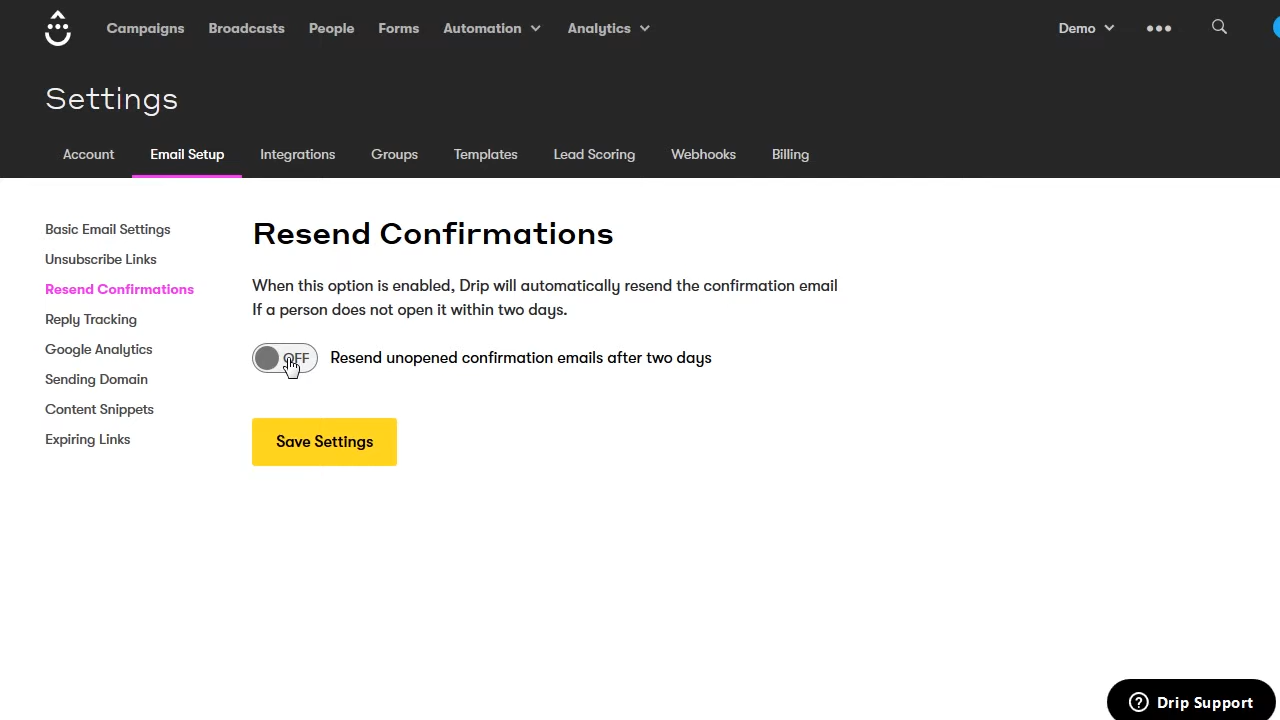 Campaigns Broadcasts People Forms Automation Analytics Demo
Settings
Account Email Setup Integrations Groups Templates Lead Scoring Webhooks Billing
Basic Email Settings
Unsubscribe Links
Resend Confirmations
Reply Tracking
Google Analytics
Sending Domain
Content Snippets
Expiring Links
Resend Confirmations
When this option is enabled, Drip will automatically resend the confirmation email
If a person does not open it within two days.
OFF Resend unopened confirmation emails after two days
Save Settings
Drip Support